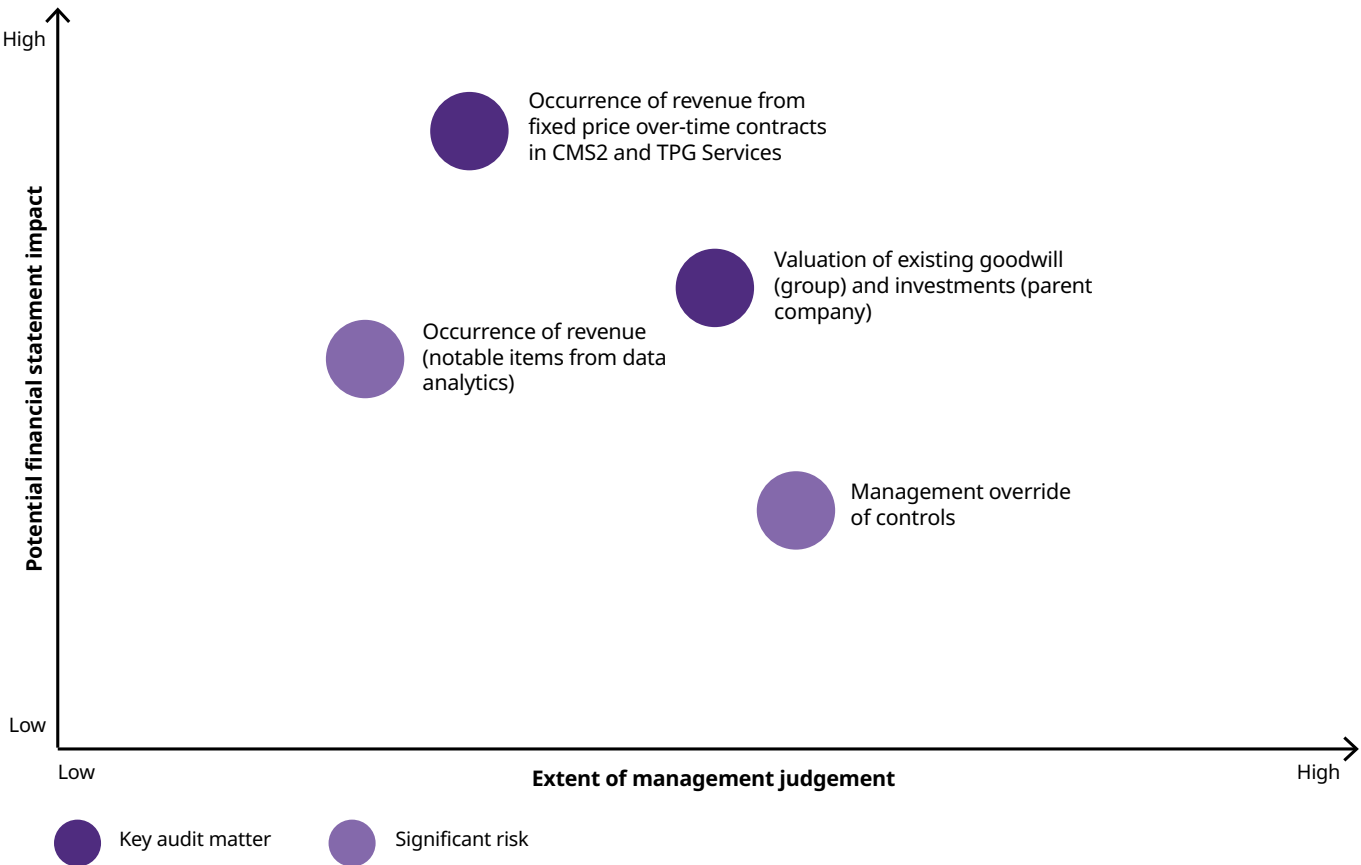 High
Occurrence of revenue from
fixed price over-time contracts
in CMS2 and TPG Services
Valuation of existing goodwill
(group) and investments (parent
company)
Occurrence of revenue
(notable items from data
analytics)
Potential financial statement impact
Management override
of controls
Low
Low
Extent of management judgement
High
Key audit matter
Significant risk